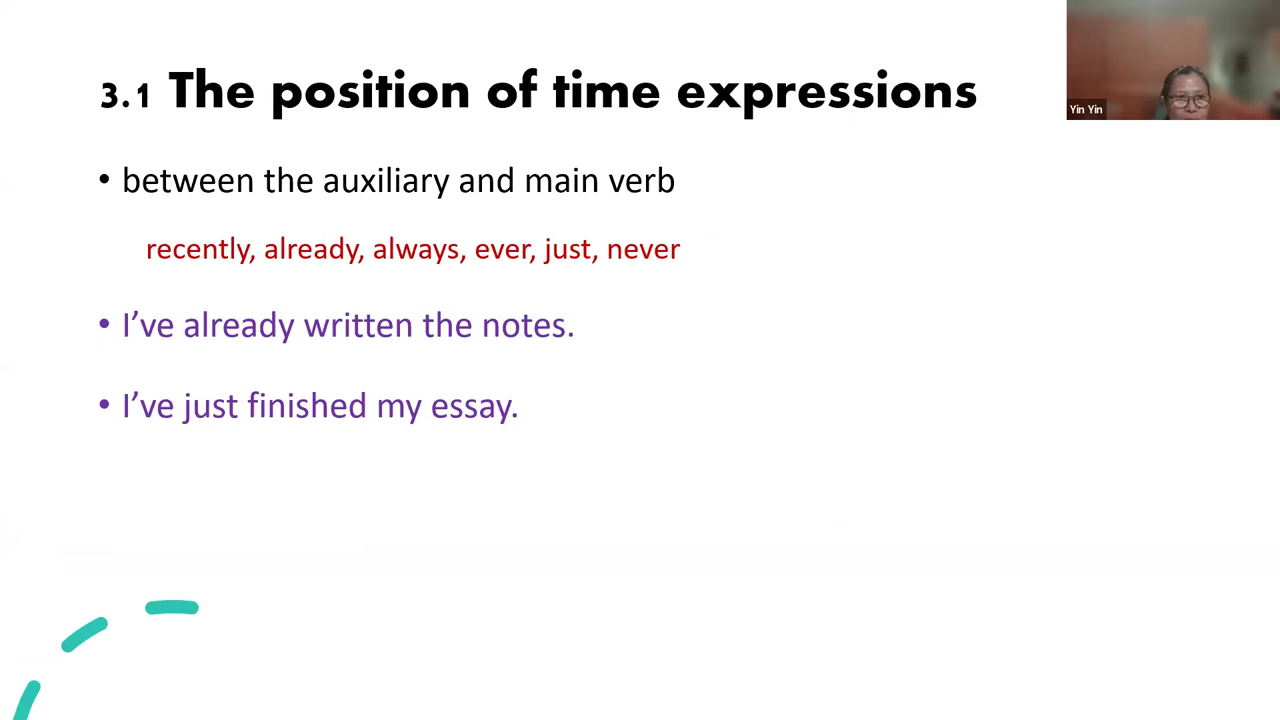 3.1 The position of time expressions
Yin Yin
• between the auxiliary and main verb
recently, already, always, ever, just, never
• I’ve already written the notes.
• I’ve just finished my essay.